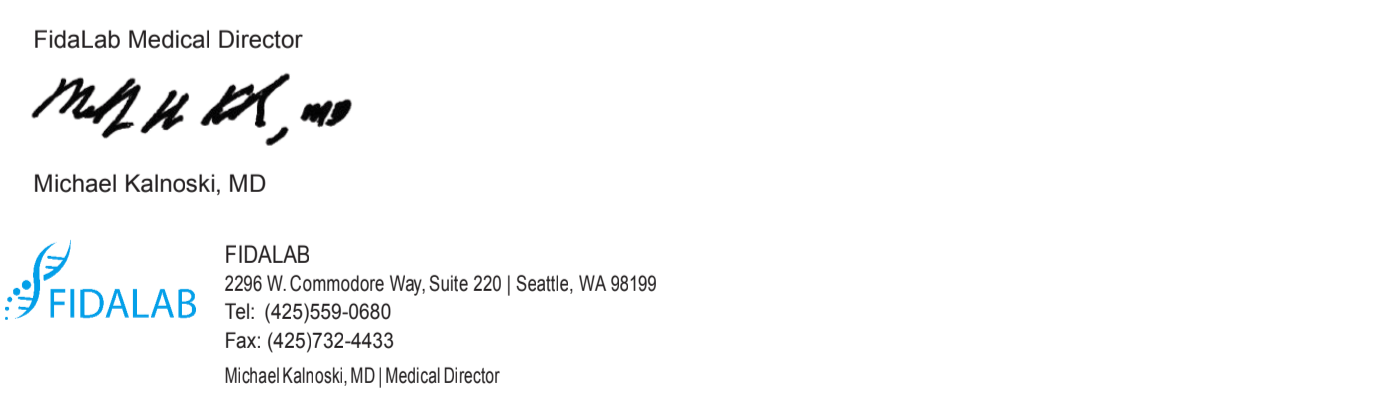 FidaLab Medical Director
, MD
Michael Kalnoski, MD
FIDALAB
FIDALAB
2296 W. Commodore Way, Suite 220 | Seattle, WA 98199
Tel: (425)559-0680
Fax: (425)732-4433
Michael Kalnoski, MD | Medical Director